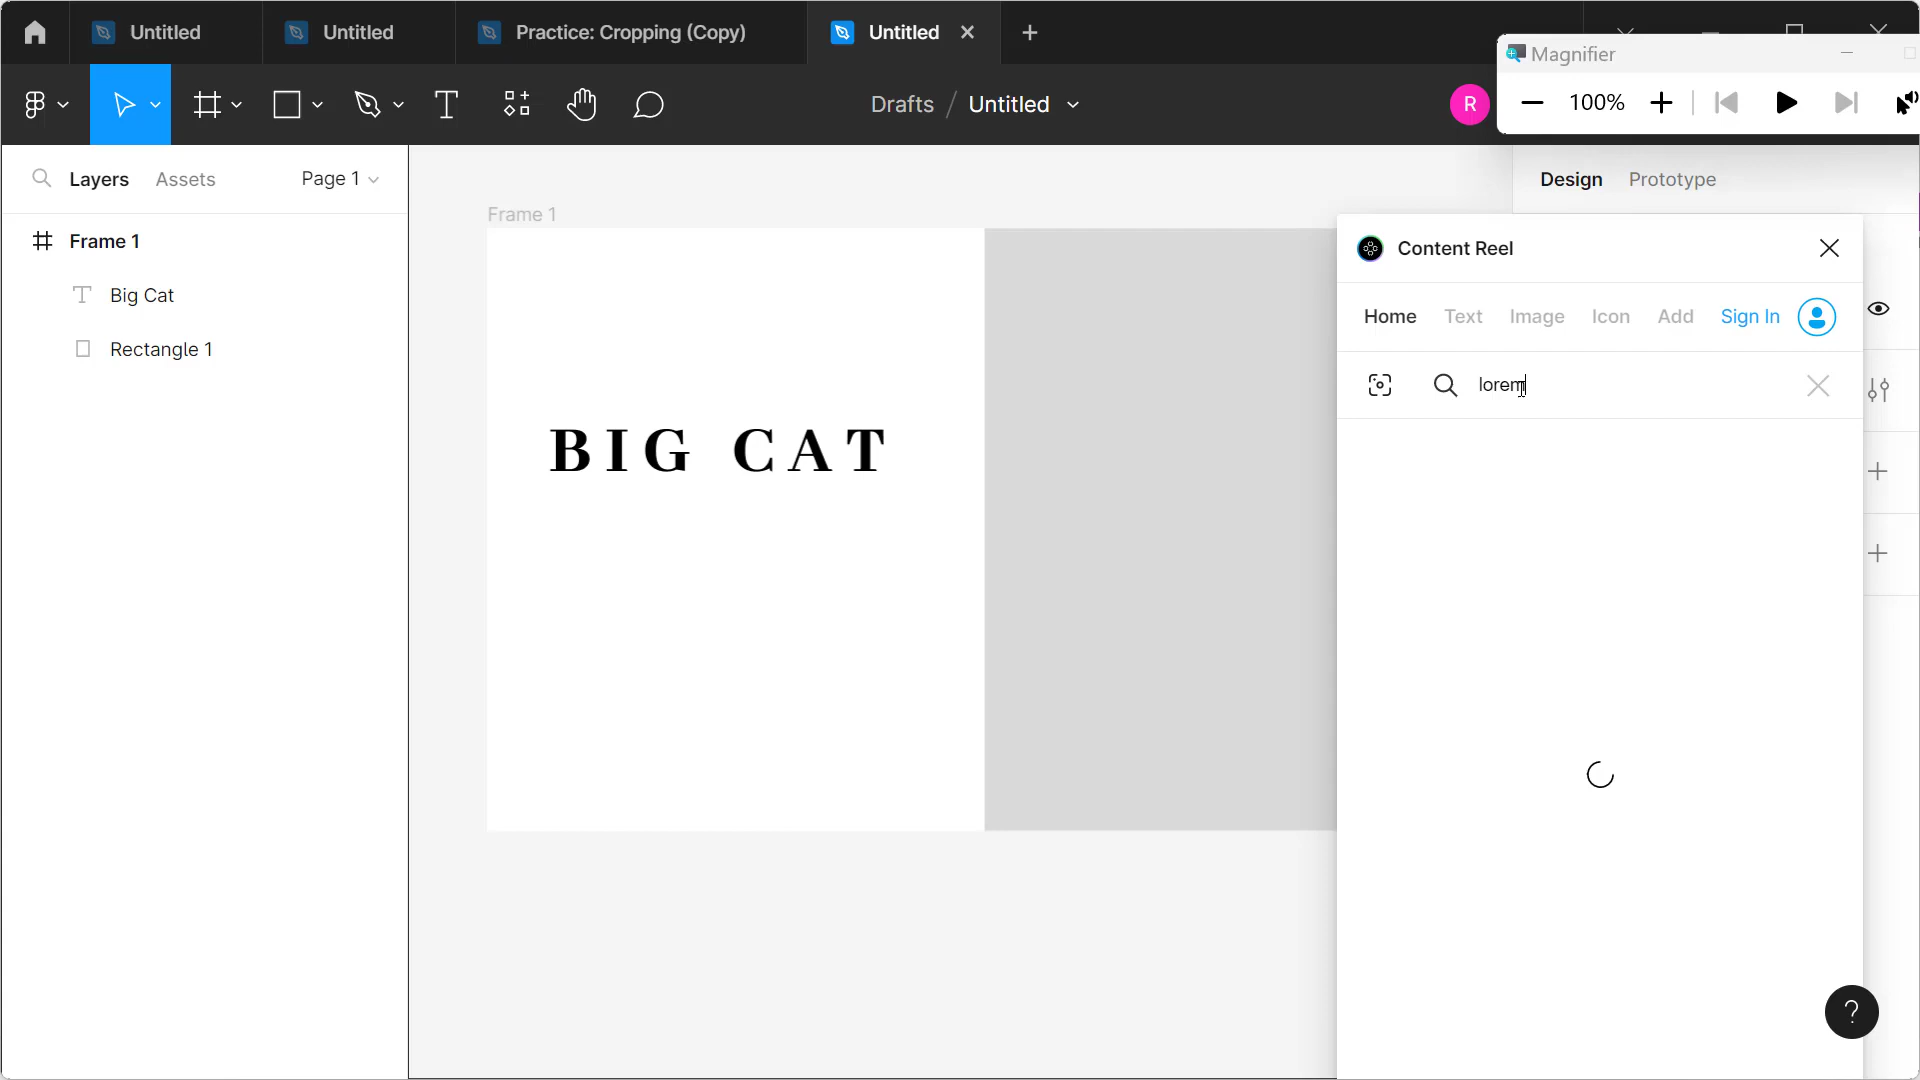 Untitled
Untitled
Practice: Cropping (Copy)
Untitled
Magnifier
100%
Drafts / Untitled
R
Layers
Assets
Page 1
Design
Prototype
Frame 1
Frame 1
Big Cat
Rectangle 1
BIG CAT
Content Reel
Home
Text
Image
Icon
Add
Sign In
lorem
?